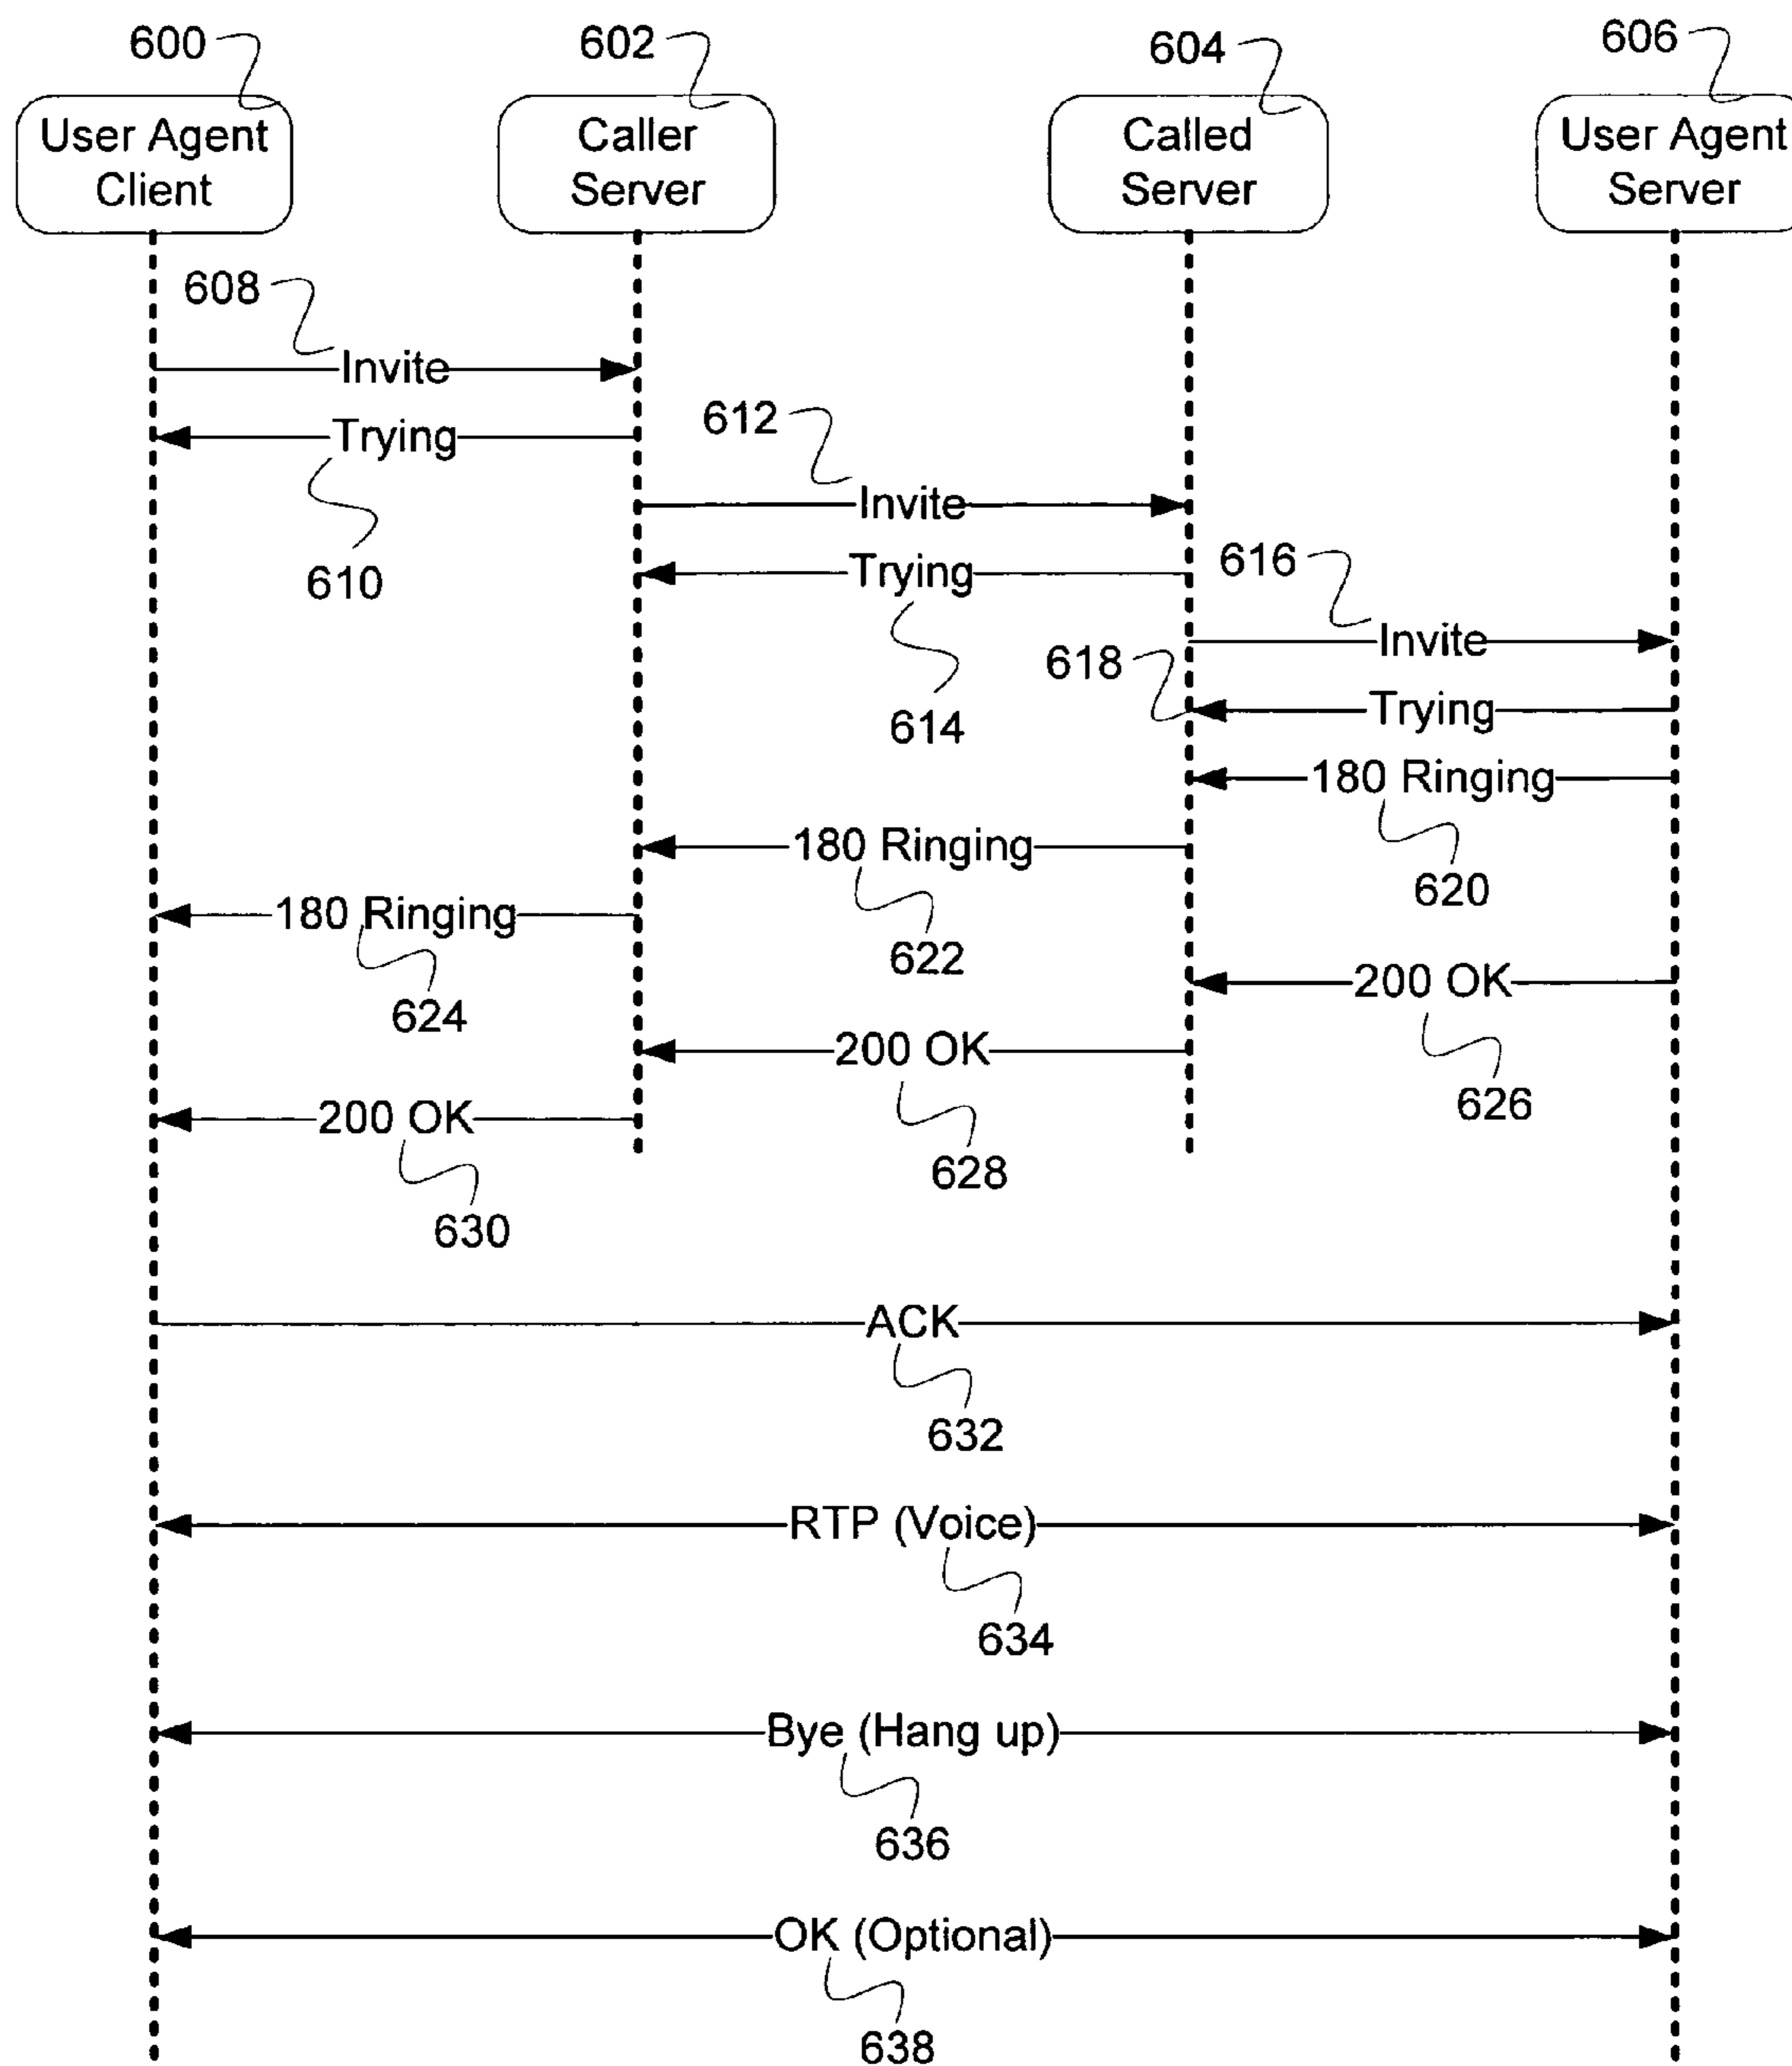 600
602
604
606
User Agent
Client
Caller
Server
Called
Server
User Agent
Server
608
Invite
Trying
610
612
Invite
Trying
614
616
Invite
618
Trying
180 Ringing
620
180 Ringing
622
180 Ringing
624
200 OK
626
200 OK
628
200 OK
630
ACK
632
RTP (Voice)
634
Bye (Hang up)
636
OK (Optional)
638